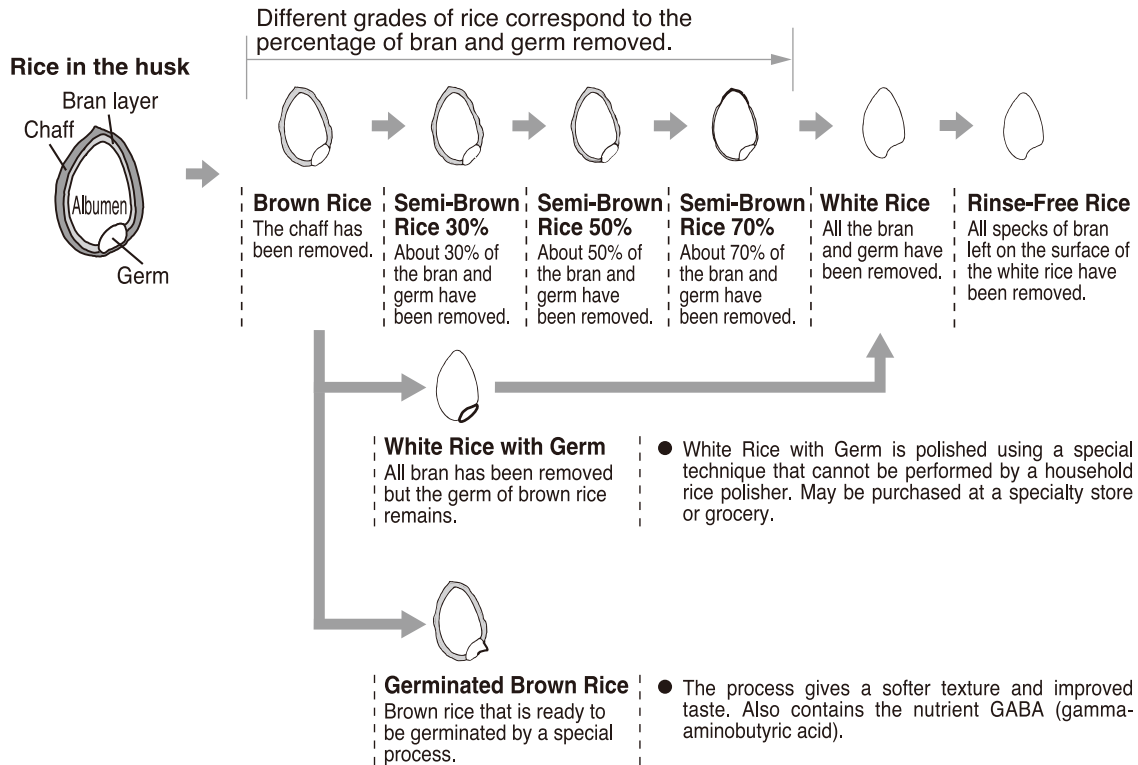 Different grades of rice correspond to the
percentage of bran and germ removed.
Rice in the husk
Bran layer
Chaff
Albumen
Germ
Brown Rice
The chaff has
been removed.
Semi-Brown
Rice 30%
About 30% of
the bran and
germ have
been removed.
Semi-Brown
Rice 50%
About 50% of
the bran and
germ have
been removed.
Semi-Brown
Rice 70%
About 70% of
the bran and
germ have
been removed.
White Rice
All the bran
and germ have
been removed.
Rinse-Free Rice
All specks of bran
left on the surface of
the white rice have
been removed.
White Rice with Germ
All bran has been removed
but the germ of brown rice
remains.
● White Rice with Germ is polished using a special
technique that cannot be performed by a household
rice polisher. May be purchased at a specialty store
or grocery.
Germinated Brown Rice
Brown rice that is ready to
be germinated by a special
process.
● The process gives a softer texture and improved
taste. Also contains the nutrient GABA (gamma-
aminobutyric acid).